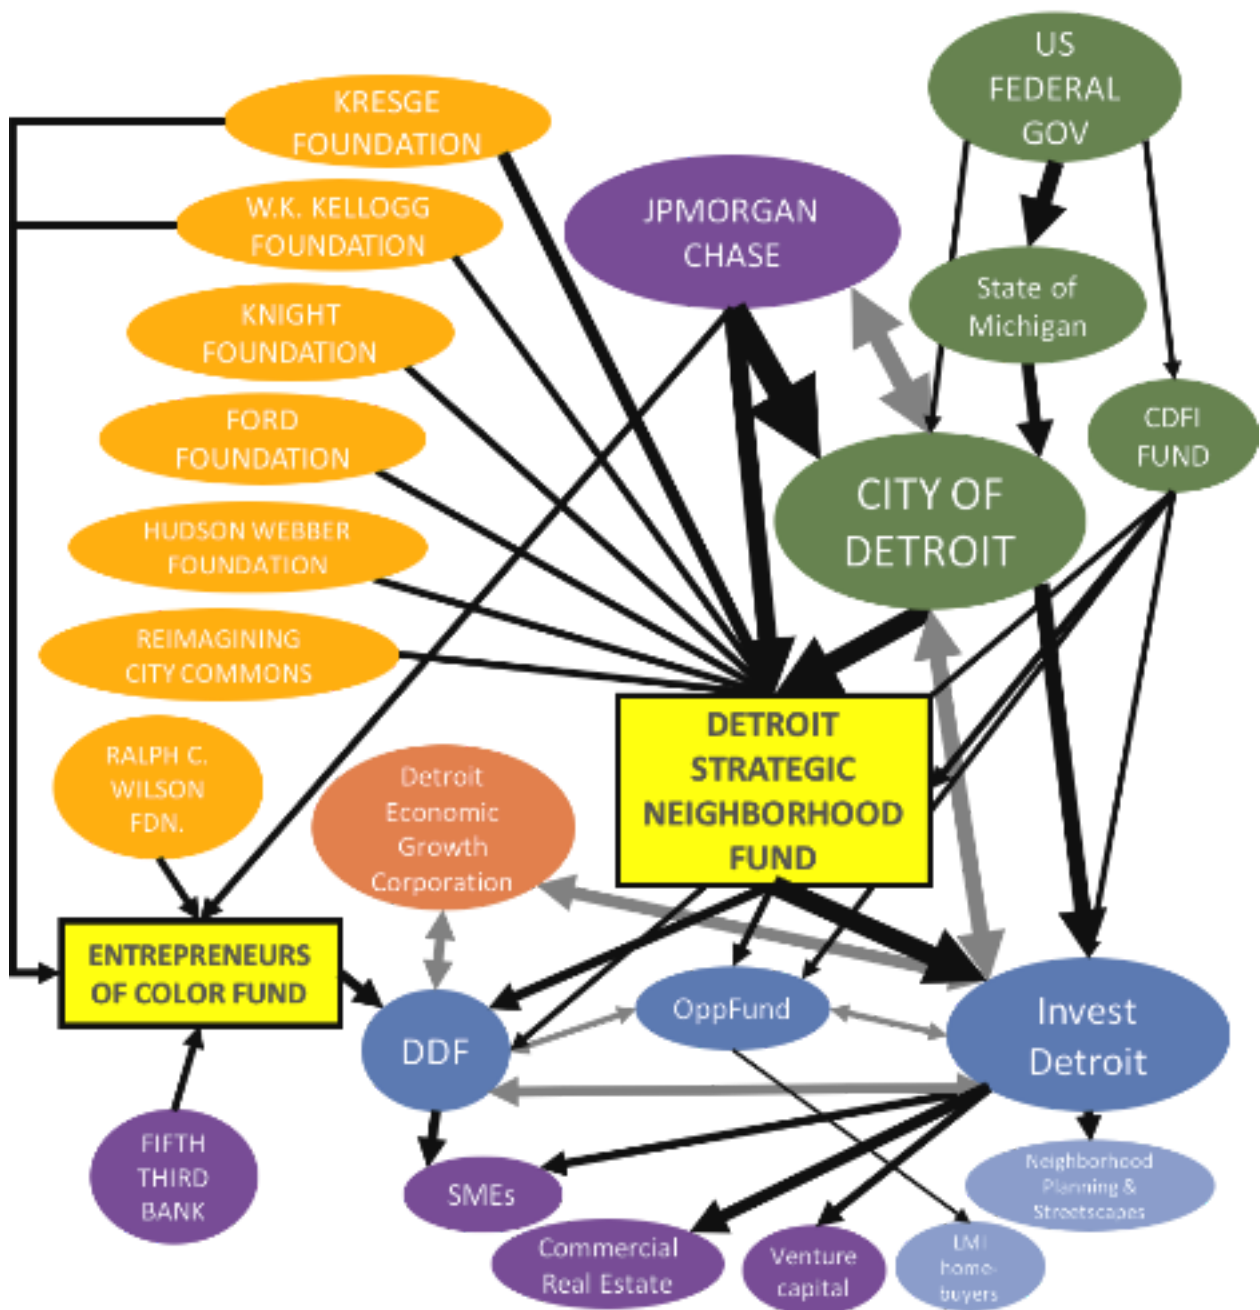 KRESGE
FOUNDATION
US
FEDERAL
GOV
W.K. KELLOGG
FOUNDATION
JPMORGAN
CHASE
KNIGHT
FOUNDATION
State of
Michigan
FORD
FOUNDATION
CDFI
FUND
HUDSON WEBBER
FOUNDATION
CITY OF
DETROIT
REIMAGINING
CITY COMMONS
RALPH C.
WILSON
FDN.
Detroit
Economic
Growth
Corporation
DETROIT
STRATEGIC
NEIGHBORHOOD
FUND
ENTREPRENEURS
OF COLOR FUND
DDF
OppFund
Invest
Detroit
FIFTH
THIRD
BANK
SMEs
Neighborhood
Planning &
Streetscapes
Commercial
Real Estate
Venture
capital
LMI
home-
buyers